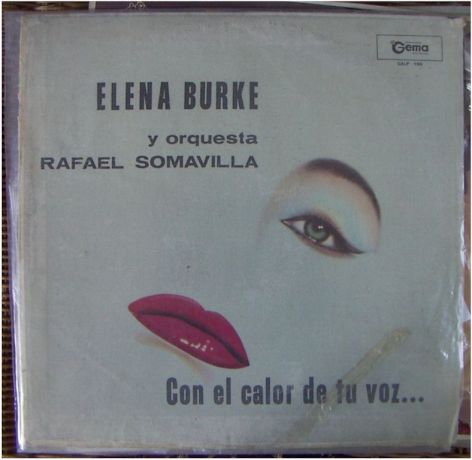 Gema
ELENA BURKE
y orquesta
RAFAEL SOMAVILLA
Con el calor de tu voz...